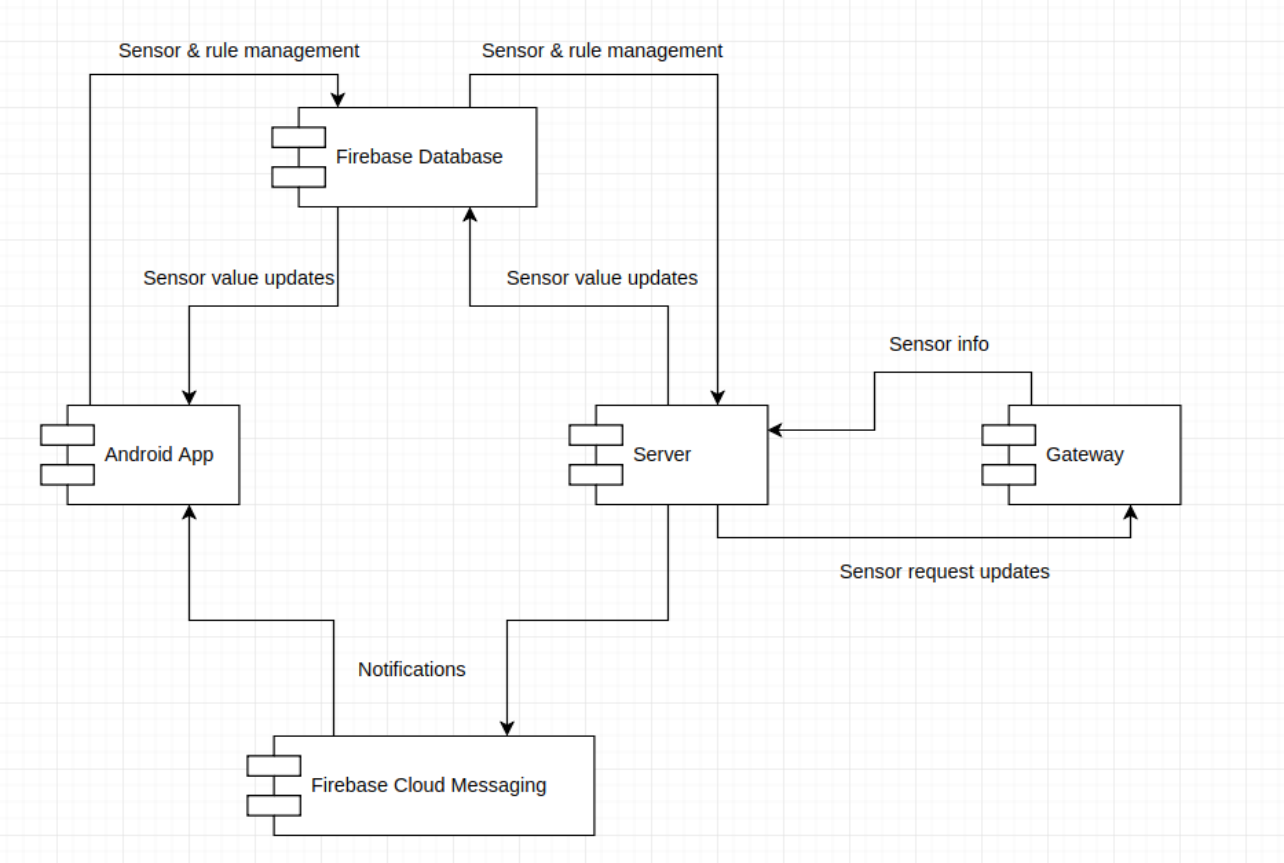 Sensor & rule management
Sensor & rule management
Firebase Database
Sensor value updates
Sensor value updates
Sensor info
Android App
Server
Gateway
Sensor request updates
Notifications
Firebase Cloud Messaging